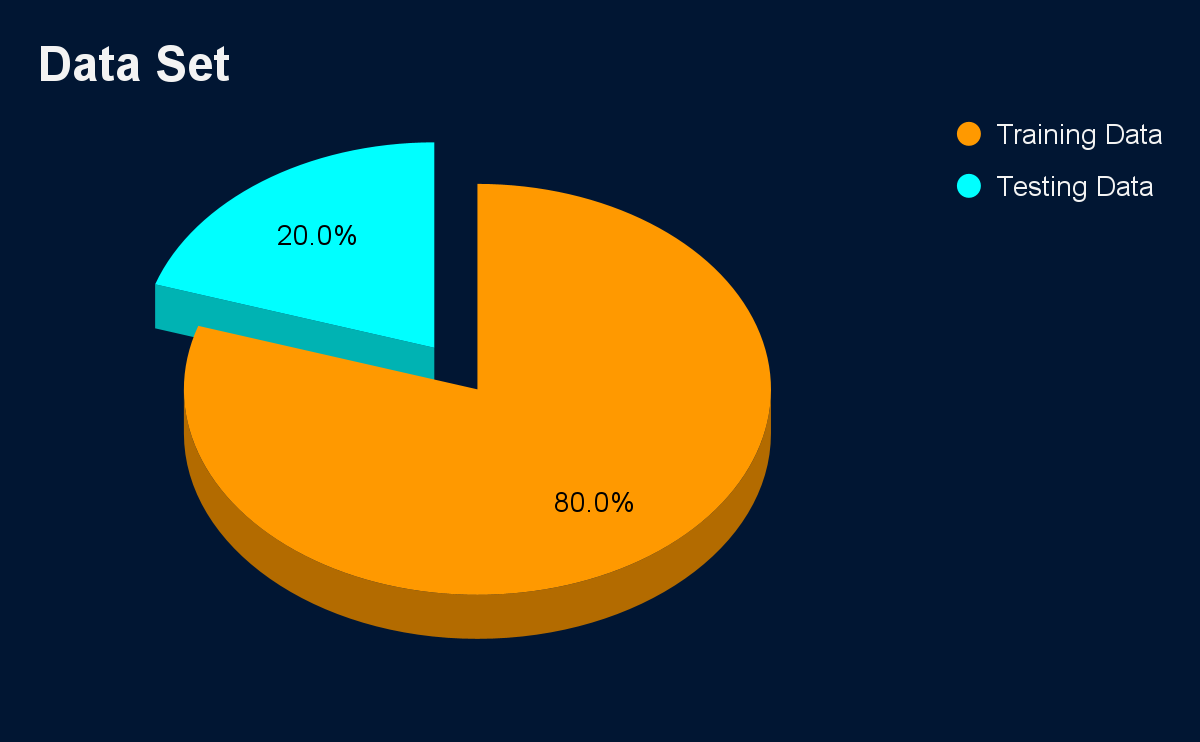 Data Set
Training Data
Testing Data
20.0%
80.0%